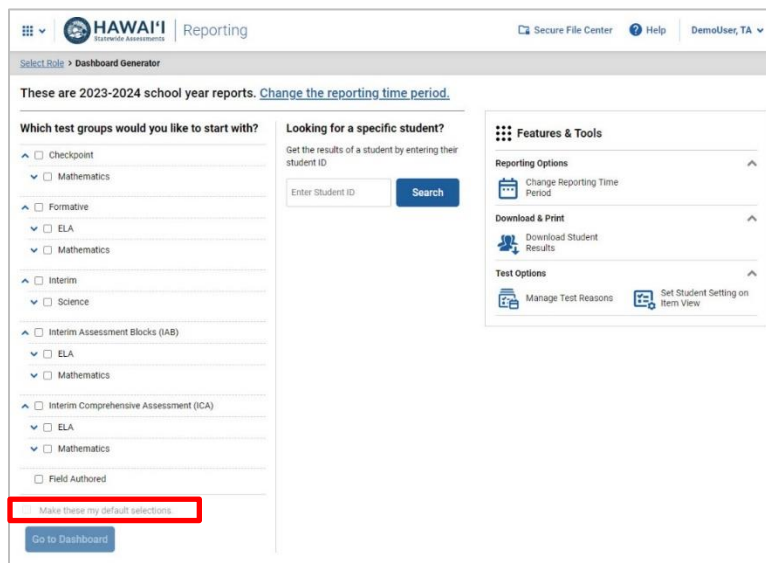 HAWAI'I
Statewide Assessments
Reporting
Secure File Center
Help
DemoUser, TA
Select Role > Dashboard Generator
These are 2023-2024 school year reports. Change the reporting time period.
Which test groups would you like to start with?
Checkpoint
Mathematics
Formative
ELA
Mathematics
Interim
Science
Interim Assessment Blocks (IAB)
ELA
Mathematics
Interim Comprehensive Assessment (ICA)
ELA
Mathematics
Field Authored
Make these my default selections.
Go to Dashboard
Looking for a specific student?
Get the results of a student by entering their
student ID
Enter Student ID
Search
Features & Tools
Reporting Options
Change Reporting Time
Period
Download & Print
Download Student
Results
Test Options
Manage Test Reasons
Set Student Setting on
Item View